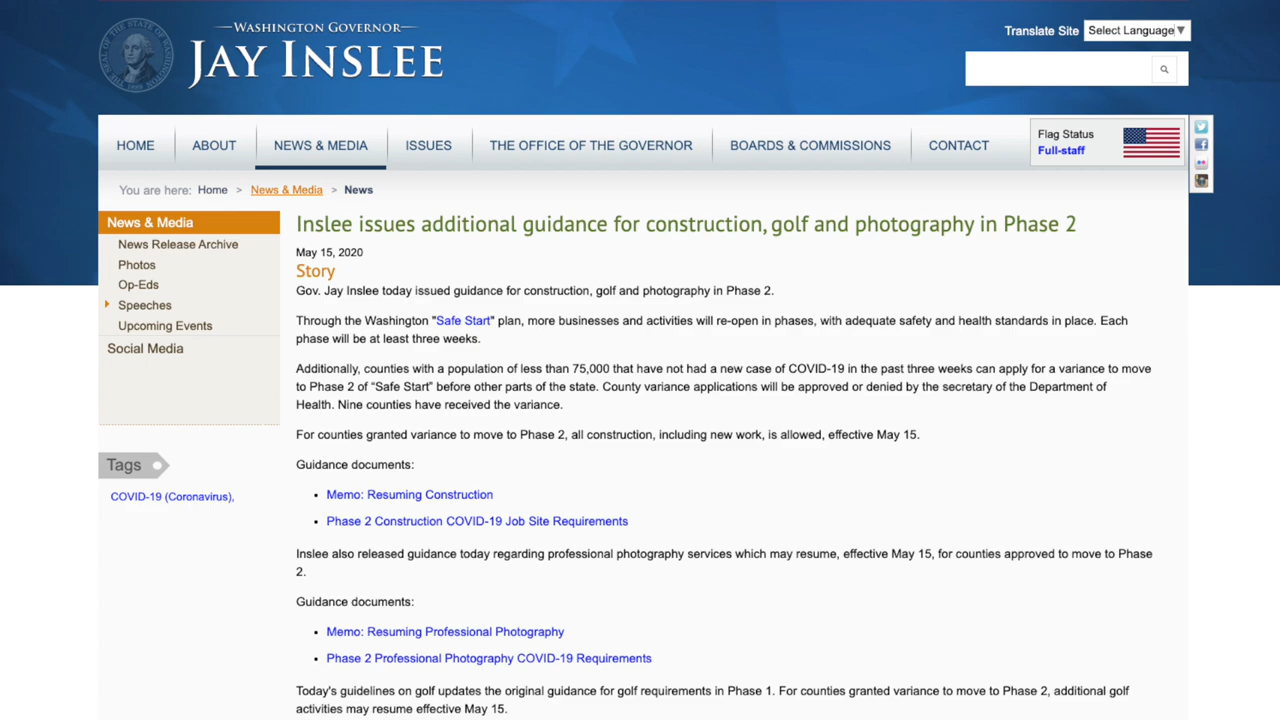 WASHINGTON GOVERNOR
JAY INSLEE
Translate Site
Select Language▼
HOME
ABOUT
NEWS & MEDIA
ISSUES
THE OFFICE OF THE GOVERNOR
BOARDS & COMMISSIONS
CONTACT
Flag Status
Full-staff
You are here: Home > News & Media > News
News & Media
News Release Archive
Photos
Op-Eds
Speeches
Upcoming Events
Social Media
Tags
COVID-19 (Coronavirus),
Inslee issues additional guidance for construction, golf and photography in Phase 2
May 15, 2020
Story
Gov. Jay Inslee today issued guidance for construction, golf and photography in Phase 2.
Through the Washington "Safe Start" plan, more businesses and activities will re-open in phases, with adequate safety and health standards in place. Each
phase will be at least three weeks.
Additionally, counties with a population of less than 75,000 that have not had a new case of COVID-19 in the past three weeks can apply for a variance to move
to Phase 2 of “Safe Start” before other parts of the state. County variance applications will be approved or denied by the secretary of the Department of
Health. Nine counties have received the variance.
For counties granted variance to move to Phase 2, all construction, including new work, is allowed, effective May 15.
Guidance documents:
• Memo: Resuming Construction
• Phase 2 Construction COVID-19 Job Site Requirements
Inslee also released guidance today regarding professional photography services which may resume, effective May 15, for counties approved to move to Phase
2.
Guidance documents:
• Memo: Resuming Professional Photography
• Phase 2 Professional Photography COVID-19 Requirements
Today's guidelines on golf updates the original guidance for golf requirements in Phase 1. For counties granted variance to move to Phase 2, additional golf
activities may resume effective May 15.